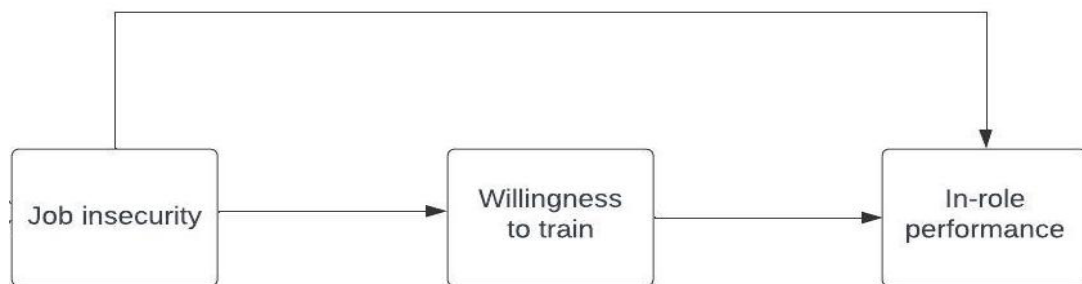 Job insecurity
Willingness
to train
In-role
performance